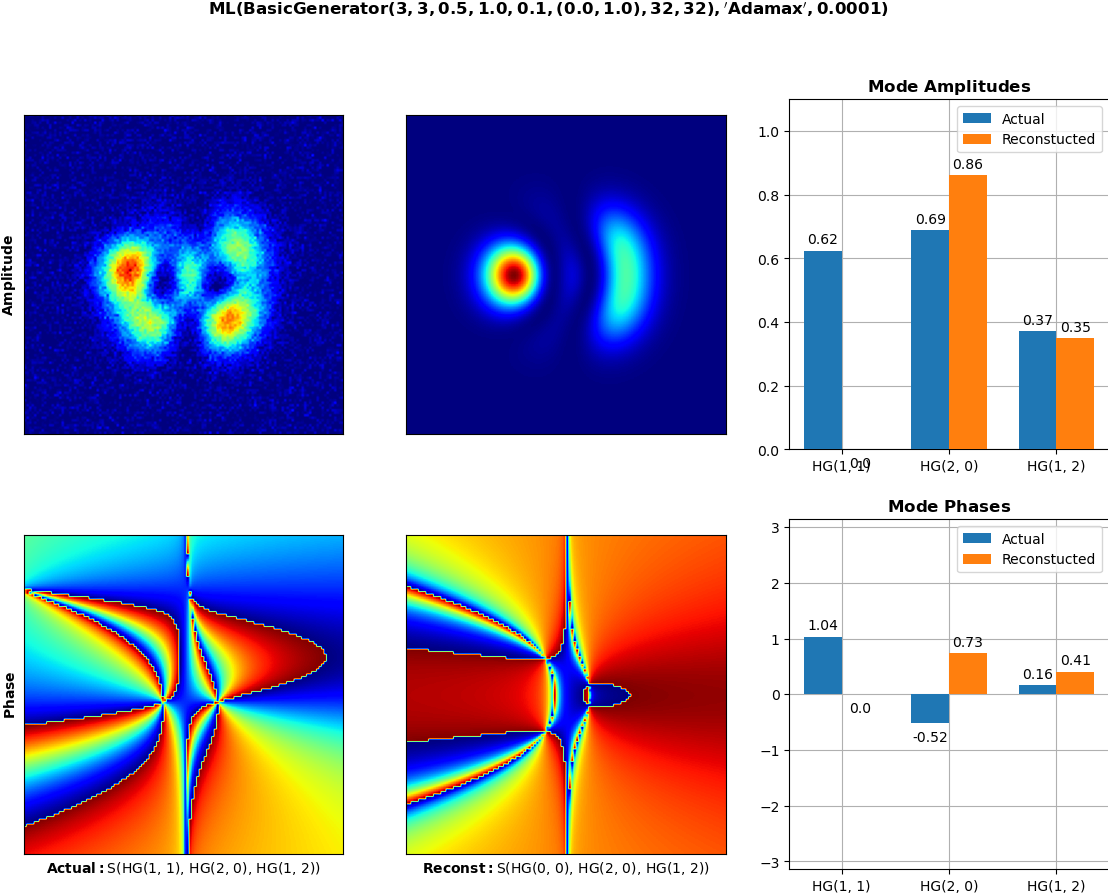 ML(BasicGenerator(3, 3, 0.5, 1.0, 0.1, (0.0, 1.0), 32, 32), ′Adamax′, 0.0001)
Amplitude
Mode Amplitudes
Actual
Reconstucted
1.0
0.8
0.6
0.4
0.2
0.0
0.62
0.0
0.69
0.86
0.37
0.35
HG(1, 1)
HG(2, 0)
HG(1, 2)
Phase
Actual: S(HG(1, 1), HG(2, 0), HG(1, 2))
Reconst: S(HG(0, 0), HG(2, 0), HG(1, 2))
Mode Phases
Actual
Reconstucted
3
2
1
0
−1
−2
−3
1.04
0.0
-0.52
0.73
0.16
0.41
HG(1, 1)
HG(2, 0)
HG(1, 2)